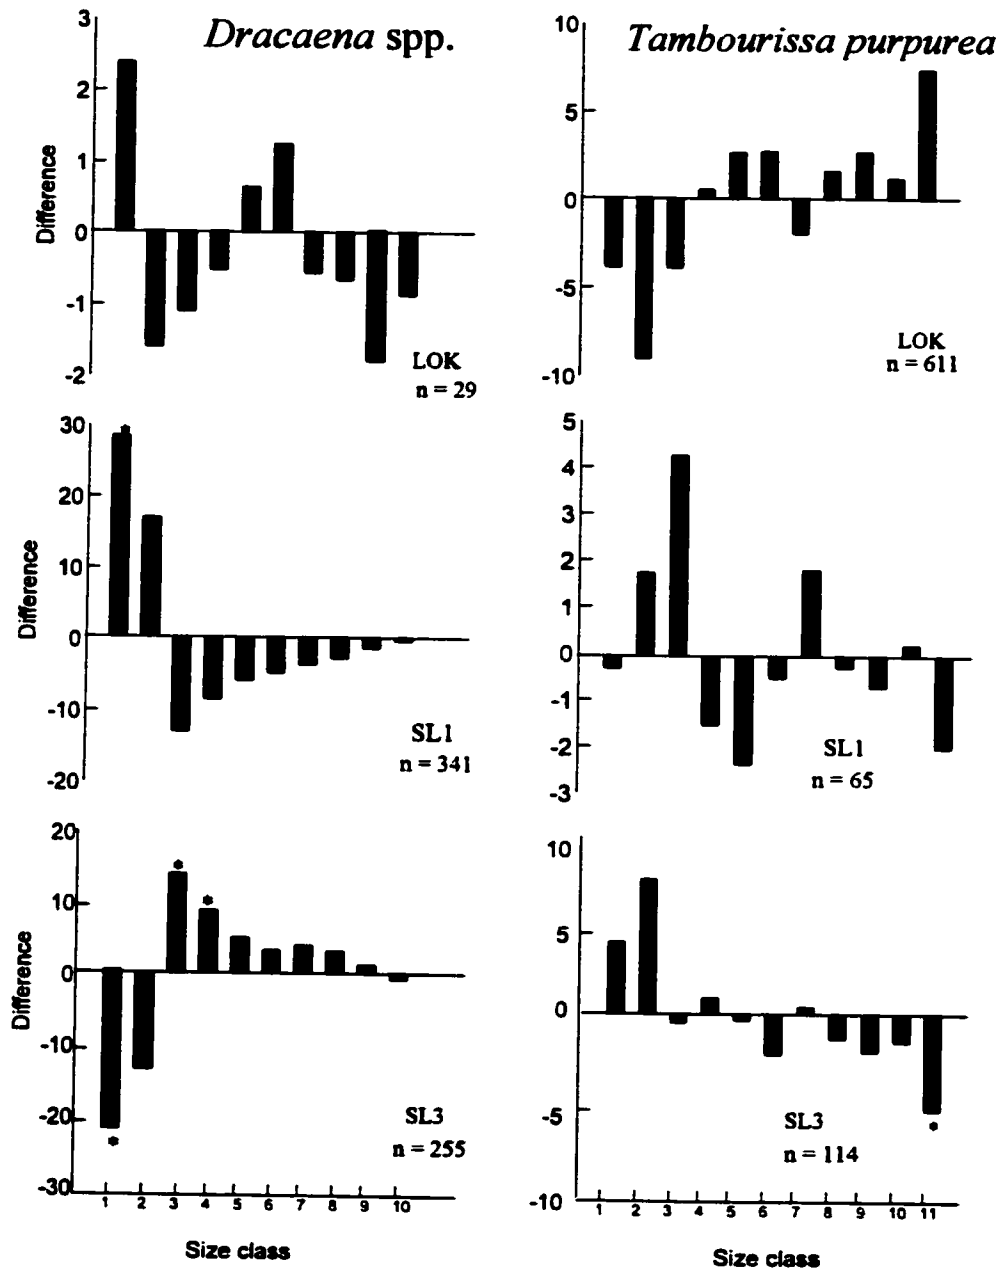 Dracaena spp.
3
2
1
0
-1
-2
Difference
LOK
n = 29
Tambourissa purpurea
10
5
0
-5
-10
LOK
n = 611
30
20
10
0
-10
-20
Difference
*
SL1
n = 341
5
4
3
2
1
0
-1
-2
-3
SL1
n = 65
20
10
0
-10
-20
-30
Difference
* *
*
SL3
n = 255
1 2 3 4 5 6 7 8 9 10
Size class
10
5
0
-5
-10
*
SL3
n = 114
1 2 3 4 5 6 7 8 9 10 11
Size class